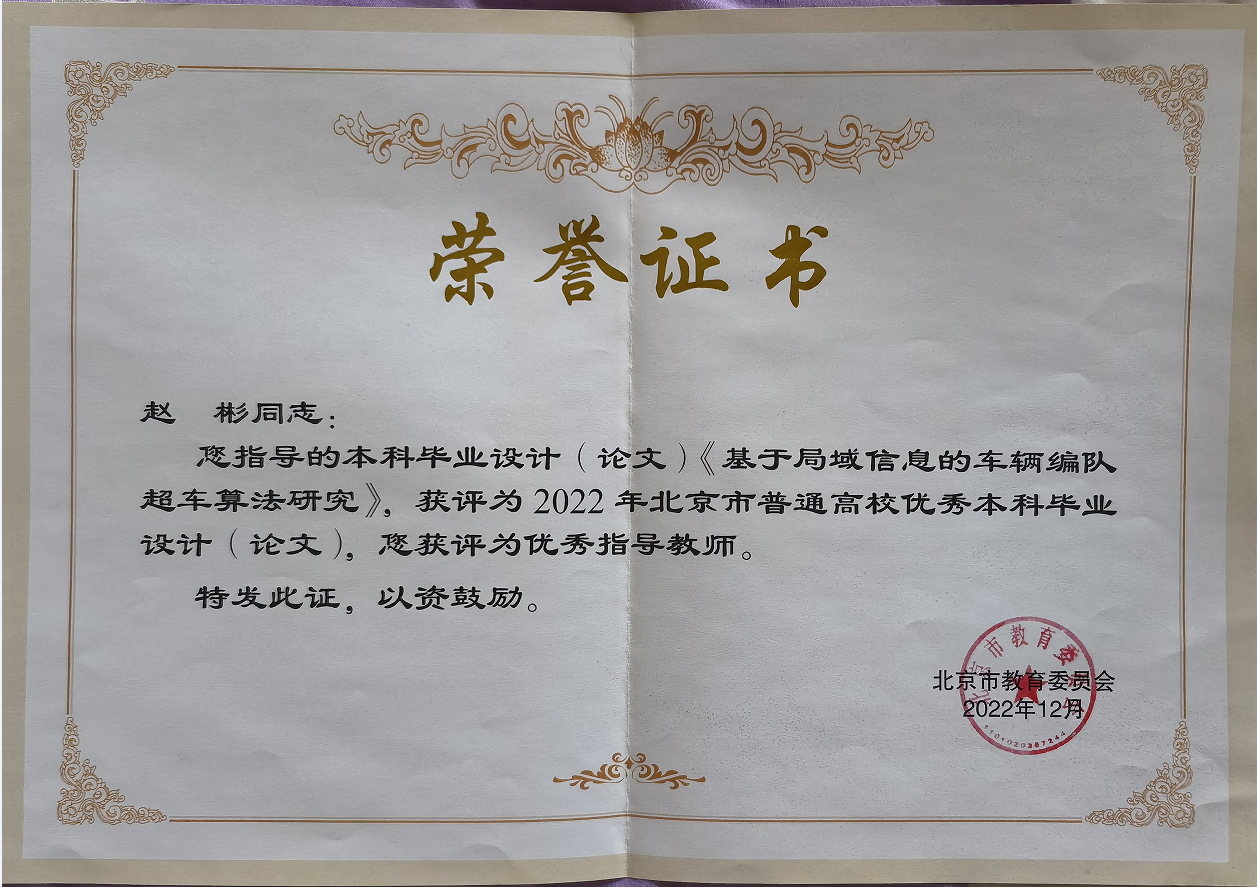 荣誉证书
赵　彬同志：
您指导的本科毕业设计（论文）《基于局域信息的车辆编队
超车算法研究》，获评为 2022 年北京市普通高校优秀本科毕业
设计（论文），您获评为优秀指导教师。
特发此证，以资鼓励。
北京市教育委员会
2022年12月